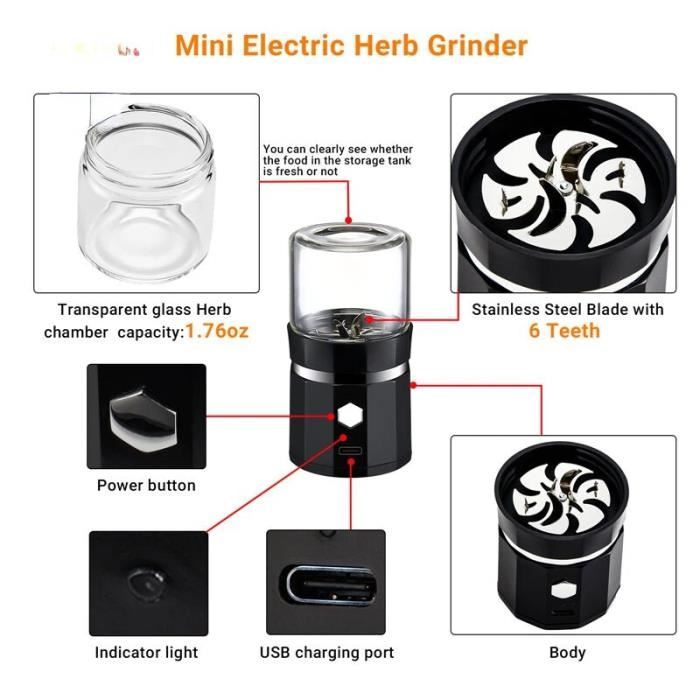 Mini Electric Herb Grinder
You can clearly see whether
the food in the storage tank
is fresh or not
Transparent glass Herb
chamber capacity:1.76oz
Stainless Steel Blade with
6 Teeth
Power button
Indicator light
USB charging port
Body